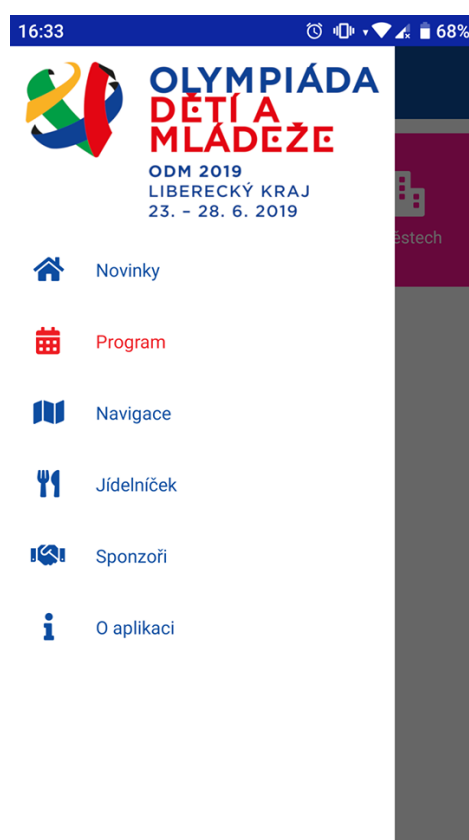 16:33
68%
OLYMPIÁDA
DĚTÍ A
MLÁDEŽE
ODM 2019
LIBERECKÝ KRAJ
23. – 28. 6. 2019
Novinky
Program
Navigace
Jídelníček
Sponzoři
O aplikaci